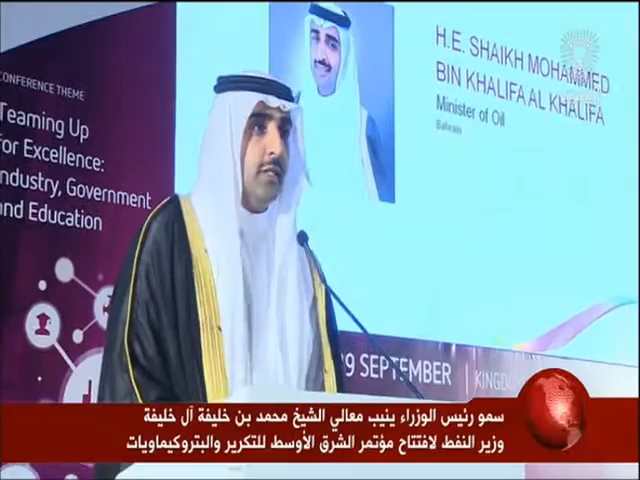 CONFERENCE THEME
Teaming Up
for Excellence:
Industry, Government
and Education
H.E. SHAIKH MOHAMMED
BIN KHALIFA AL KHALIFA
Minister of Oil
Bahrain
29 SEPTEMBER
KINGDO
سمو رئيس الوزراء ينيب معالي الشيخ محمد بن خليفة آل خليفة
وزير النفط لافتتاح مؤتمر الشرق الأوسط للتكرير والبتروكيماويات